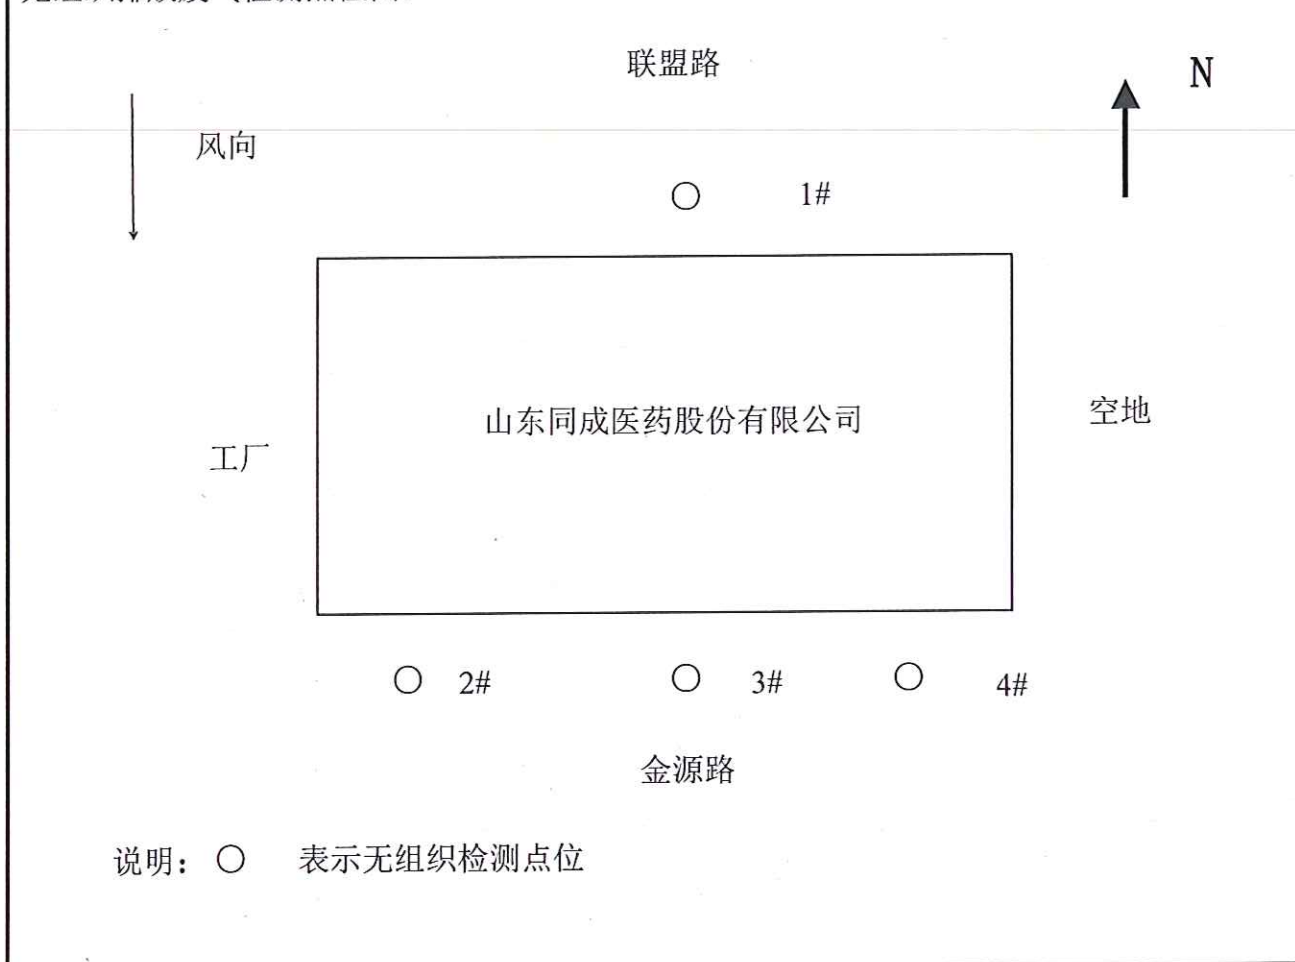 联盟路
N
风向
1#
山东同成医药股份有限公司
空地
工厂
2# 3# 4#
金源路
说明：○ 表示无组织检测点位